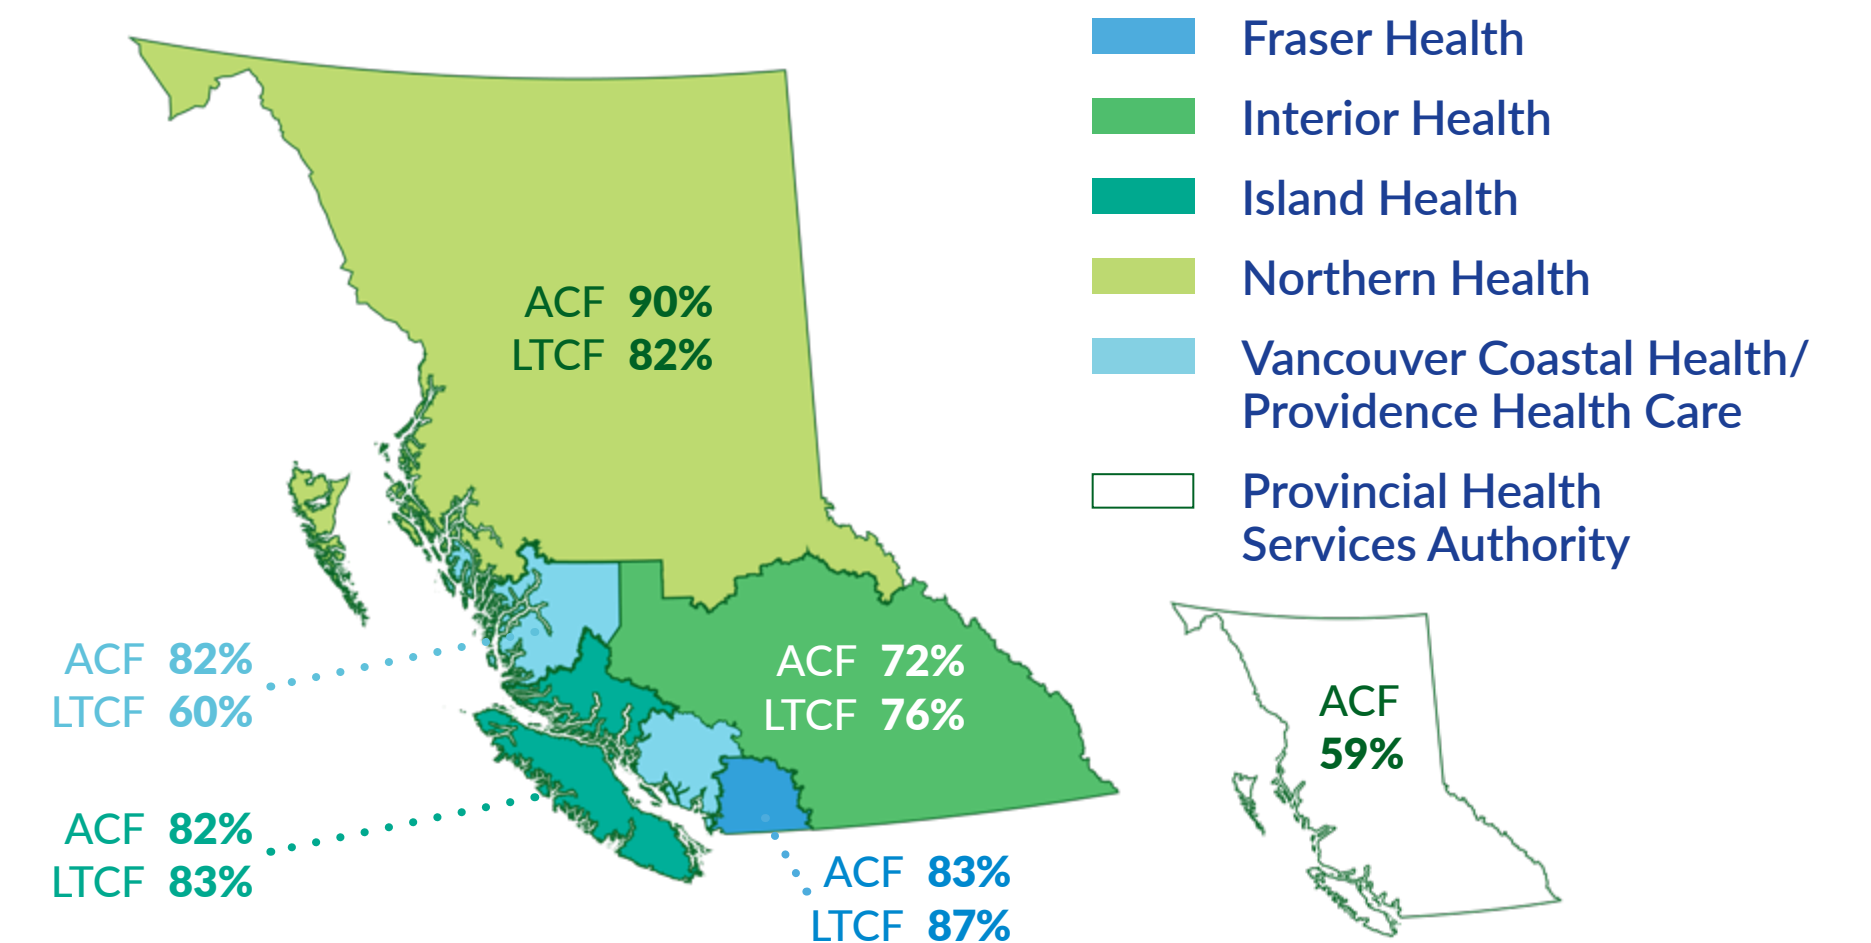 Fraser Health
Interior Health
Island Health
Northern Health
Vancouver Coastal Health/
Providence Health Care
Provincial Health
Services Authority
ACF 90%
LTCF 82%
ACF 72%
LTCF 76%
ACF 82%
LTCF 60%
ACF 82%
LTCF 83%
ACF 83%
LTCF 87%
ACF
59%